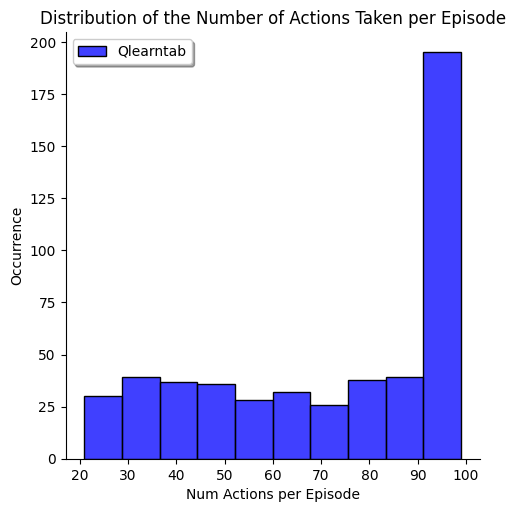 Distribution of the Number of Actions Taken per Episode
Qlearntab
200
175
150
125
100
75
50
25
0
Occurrence
20 30 40 50 60 70 80 90 100
Num Actions per Episode